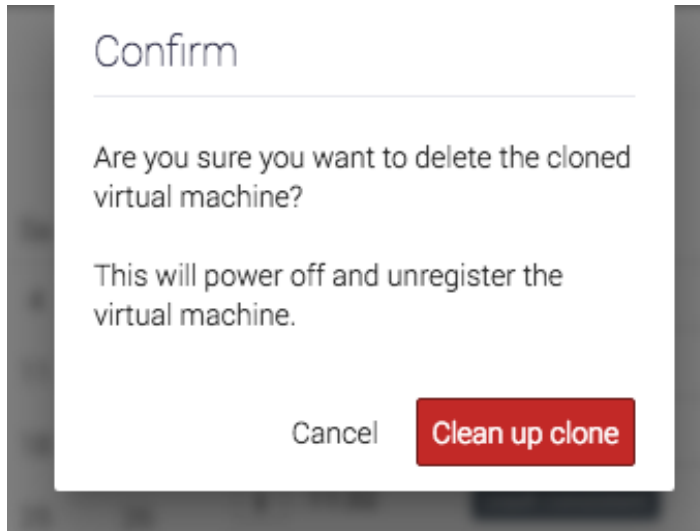 Confirm
Are you sure you want to delete the cloned
virtual machine?
This will power off and unregister the
virtual machine.
Cancel
Clean up clone